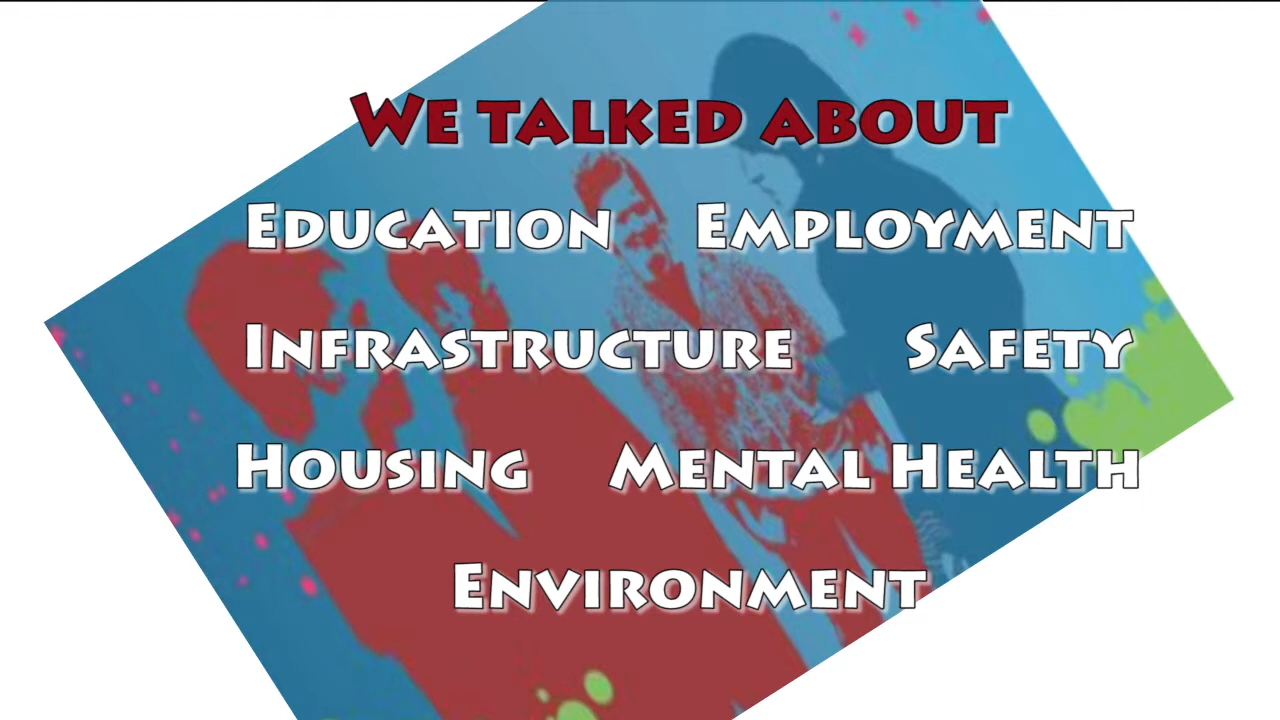 We talked about
Education Employment
Infrastructure Safety
Housing Mental Health
Environment